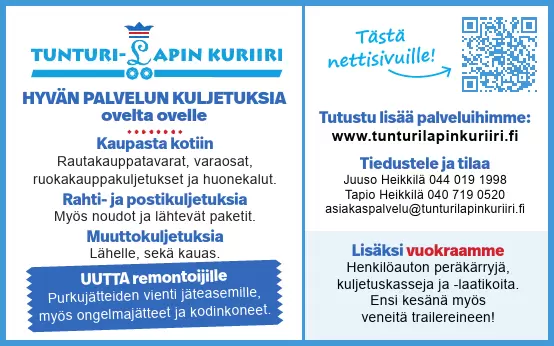 TUNTURI-LAPIN KURIIRI
HYVÄN PALVELUN KULJETUKSIA
ovelta ovelle
Kaupasta kotiin
Rautakauppatavarat, varaosat,
ruokakauppakuljetukset ja huonekalut.
Rahti- ja postikuljetuksia
Myös noudot ja lähtevät paketit.
Muuttokuljetuksia
Lähelle, sekä kauas.
UUTTA remontoijille
Purkujätteiden vienti jäteasemille,
myös ongelmajätteet ja kodinkoneet.
Tästä
nettisivuille!
Tutustu lisää palveluihimme:
www.tunturilapinkuriiri.fi
Tiedustele ja tilaa
Juuso Heikkilä 044 019 1998
Tapio Heikkilä 040 719 0520
asiakaspalvelu@tunturilapinkuriiri.fi
Lisäksi vuokraamme
Henkilöauton peräkärryjä,
kuljetuskasseja ja -laatikoita.
Ensi kesänä myös
veneitä trailereineen!